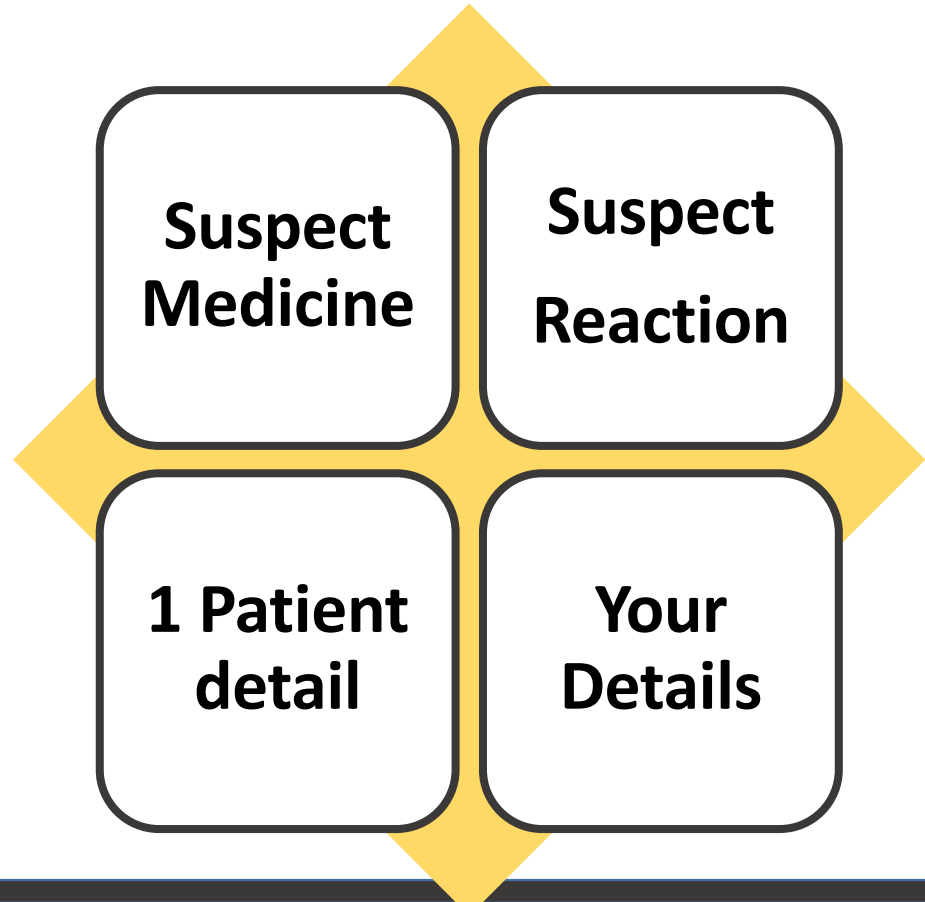 Suspect
Medicine
Suspect
Reaction
1 Patient
detail
Your
Details